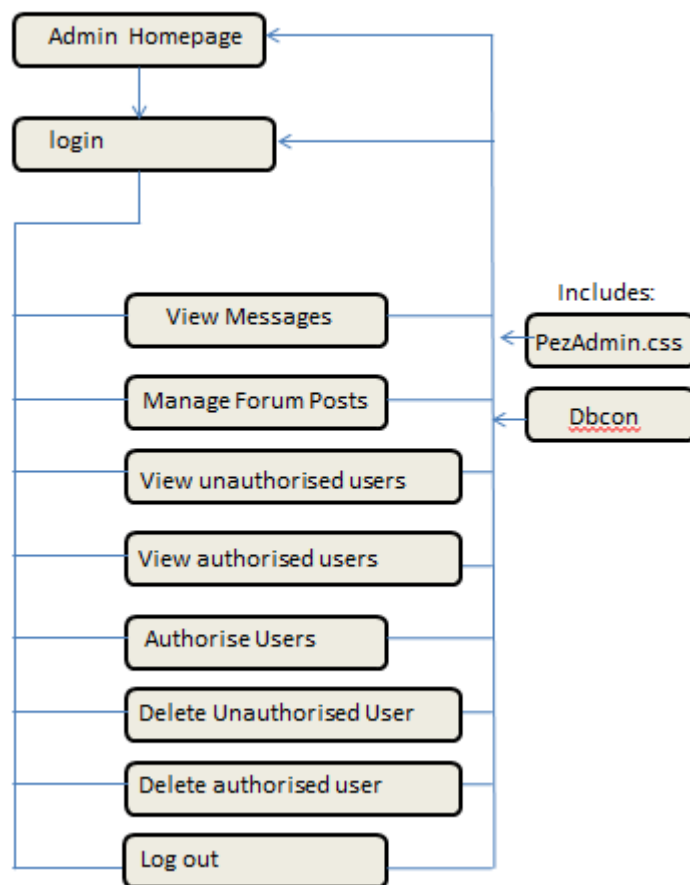 Admin Homepage
login
View Messages
Includes:
PezAdmin.css
Manage Forum Posts
Dbcon
View unauthorised users
View authorised users
Authorise Users
Delete Unauthorised User
Delete authorised user
Log out